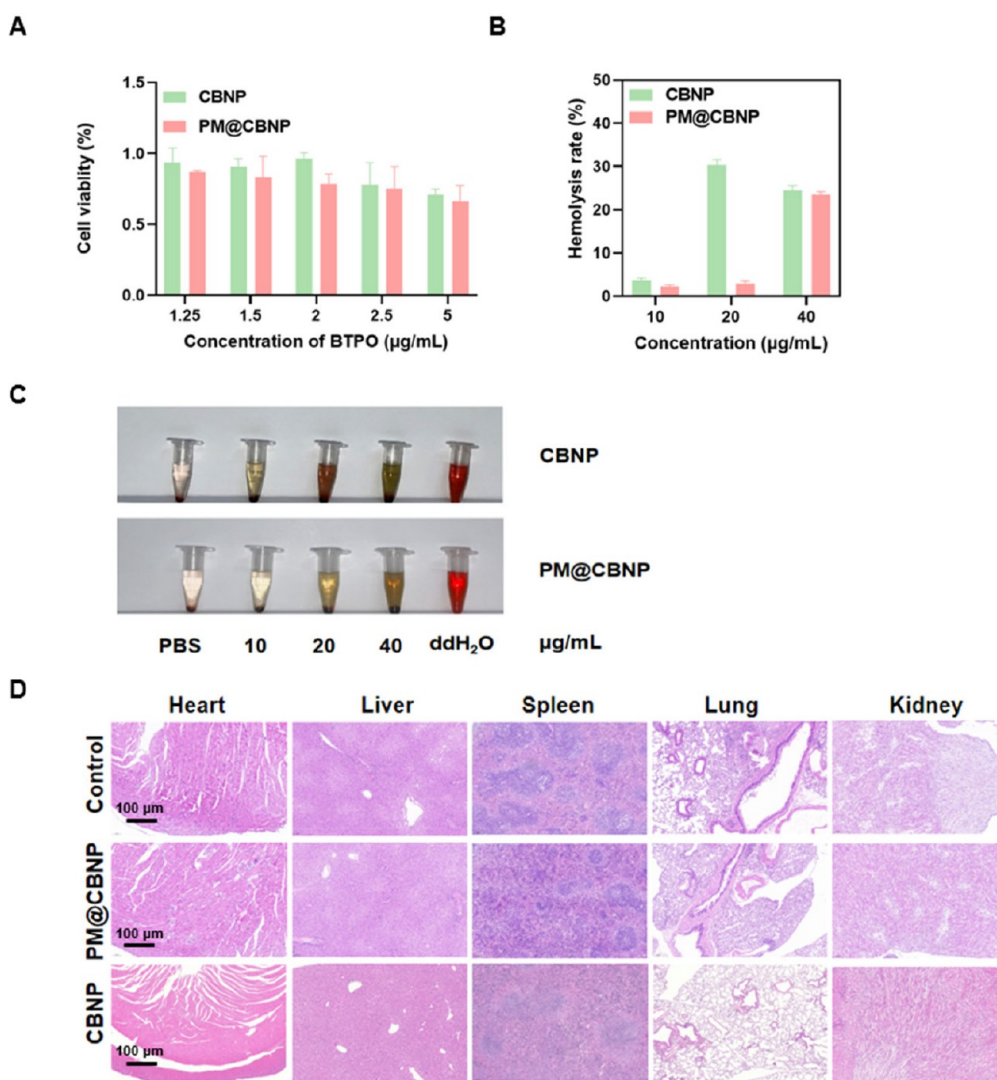 A
B
1.5
1.0
0.5
0.0
Cell viablity (%)
CBNP
PM@CBNP
1.25 1.5 2 2.5 5
Concentration of BTPO (µg/mL)
50
40
30
20
10
0
Hemolysis rate (%)
CBNP
PM@CBNP
10 20 40
Concentration (µg/mL)
C
CBNP
PM@CBNP
PBS 10 20 40 ddH₂O µg/mL
D
Heart Liver Spleen Lung Kidney
Control
100 µm
PM@CBNP
100 µm
CBNP
100 µm